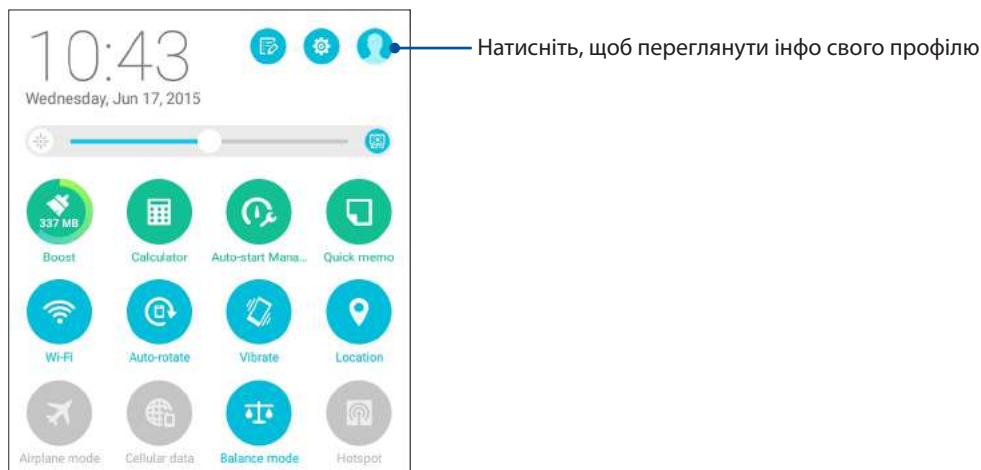 10:43
Wednesday, Jun 17, 2015
Натисніть, щоб переглянути інфо свого профілю
337 MB
Boost
Calculator
Auto-start Mana...
Quick memo
Wi-Fi
Auto-rotate
Vibrate
Location
Airplane mode
Cellular data
Balance mode
Hotspot